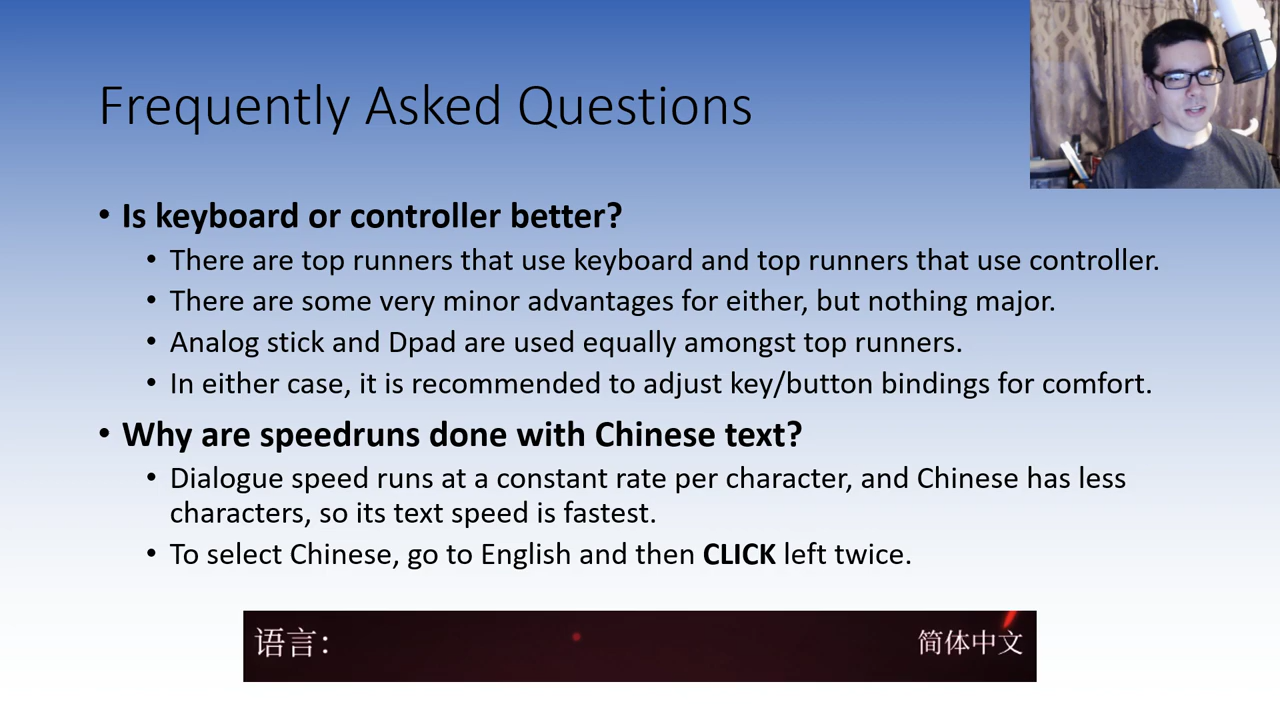 Frequently Asked Questions
• Is keyboard or controller better?
• There are top runners that use keyboard and top runners that use controller.
• There are some very minor advantages for either, but nothing major.
• Analog stick and Dpad are used equally amongst top runners.
• In either case, it is recommended to adjust key/button bindings for comfort.
• Why are speedruns done with Chinese text?
• Dialogue speed runs at a constant rate per character, and Chinese has less
characters, so its text speed is fastest.
• To select Chinese, go to English and then CLICK left twice.
语言: 简体中文